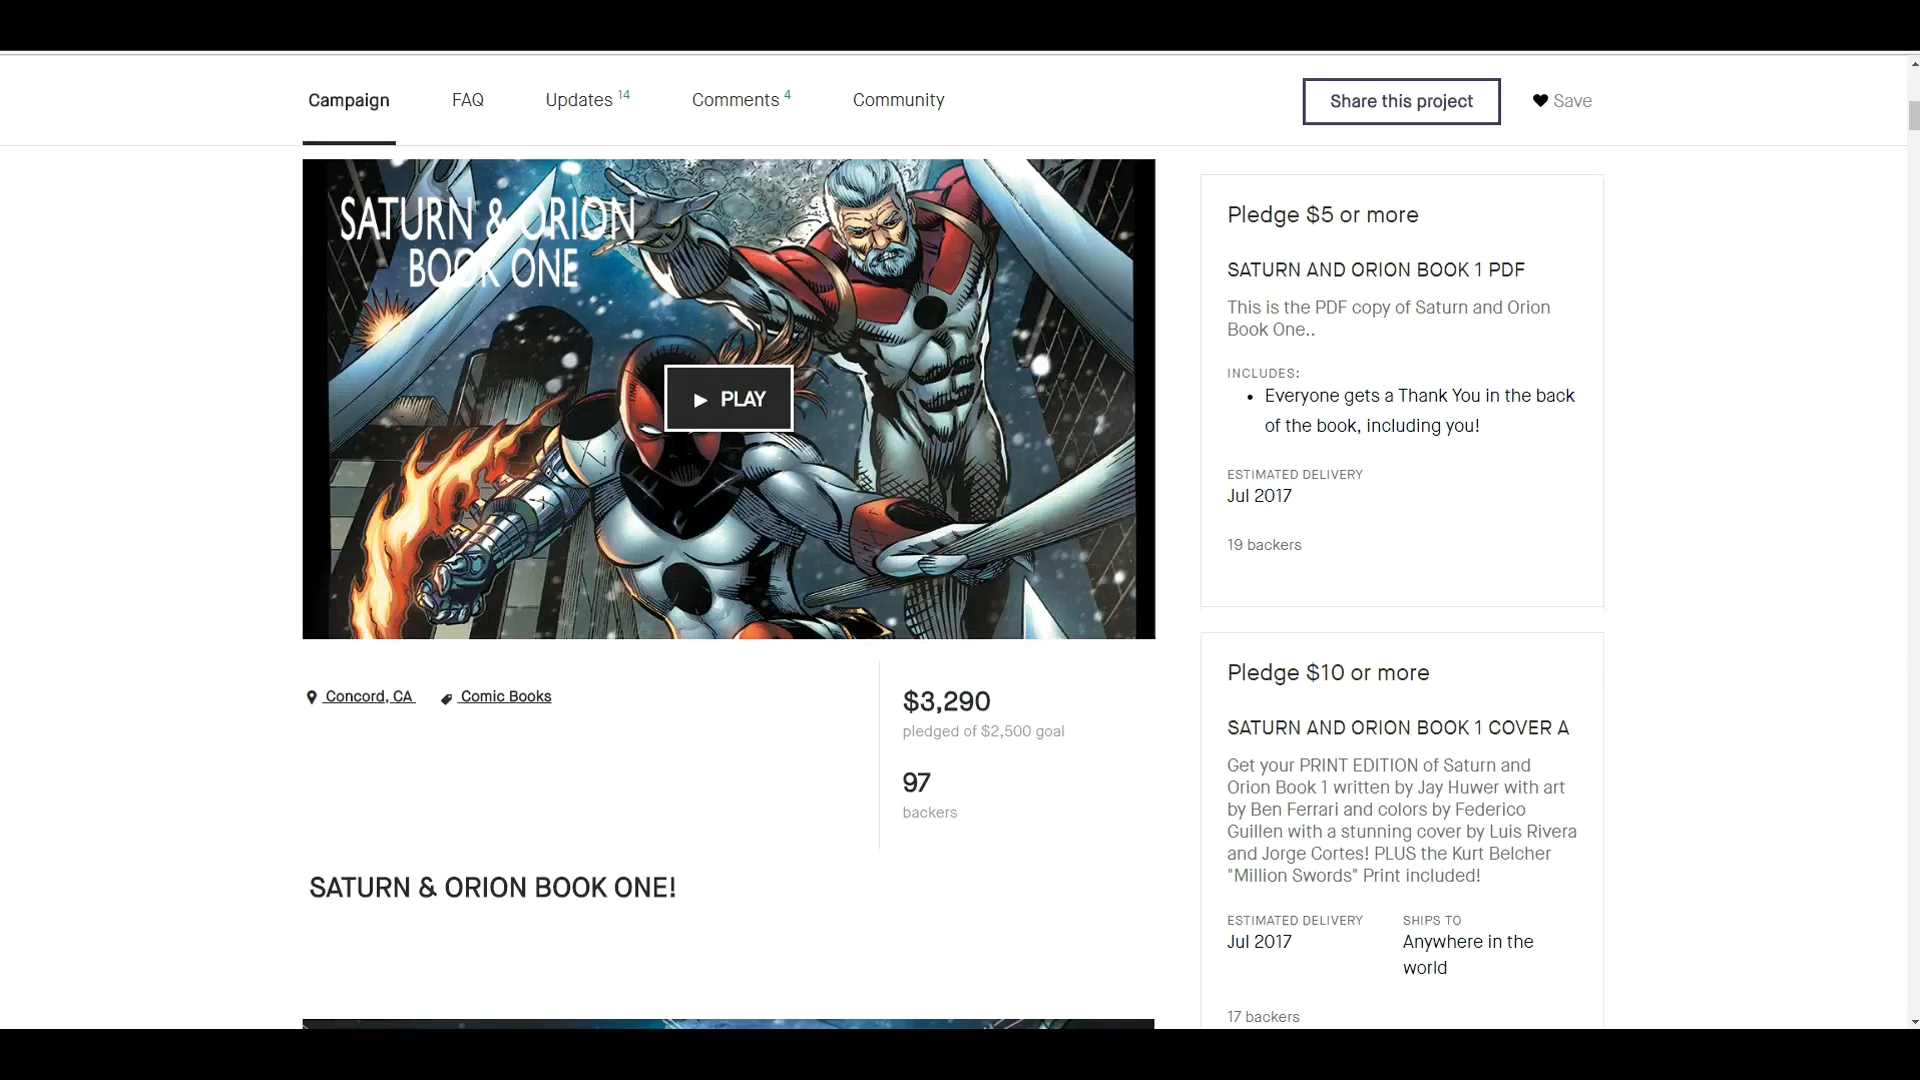 Campaign FAQ Updates 14 Comments 4 Community Share this project Save
SATURN & ORION
BOOK ONE
PLAY
Concord, CA Comic Books
$3,290
pledged of $2,500 goal
97
backers
SATURN & ORION BOOK ONE!
Pledge $5 or more
SATURN AND ORION BOOK 1 PDF
This is the PDF copy of Saturn and Orion
Book One..
INCLUDES:
• Everyone gets a Thank You in the back
of the book, including you!
ESTIMATED DELIVERY
Jul 2017
19 backers
Pledge $10 or more
SATURN AND ORION BOOK 1 COVER A
Get your PRINT EDITION of Saturn and
Orion Book 1 written by Jay Huwer with art
by Ben Ferrari and colors by Federico
Guillen with a stunning cover by Luis Rivera
and Jorge Cortes! PLUS the Kurt Belcher
"Million Swords" Print included!
ESTIMATED DELIVERY SHIPS TO
Jul 2017 Anywhere in the
world
17 backers